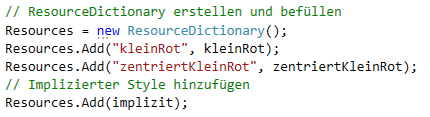 // ResourceDictionary erstellen und befüllen
Resources = new ResourceDictionary();
Resources.Add("kleinRot", kleinRot);
Resources.Add("zentriertKleinRot", zentriertKleinRot);
// Implizierter Style hinzufügen
Resources.Add(implizit);